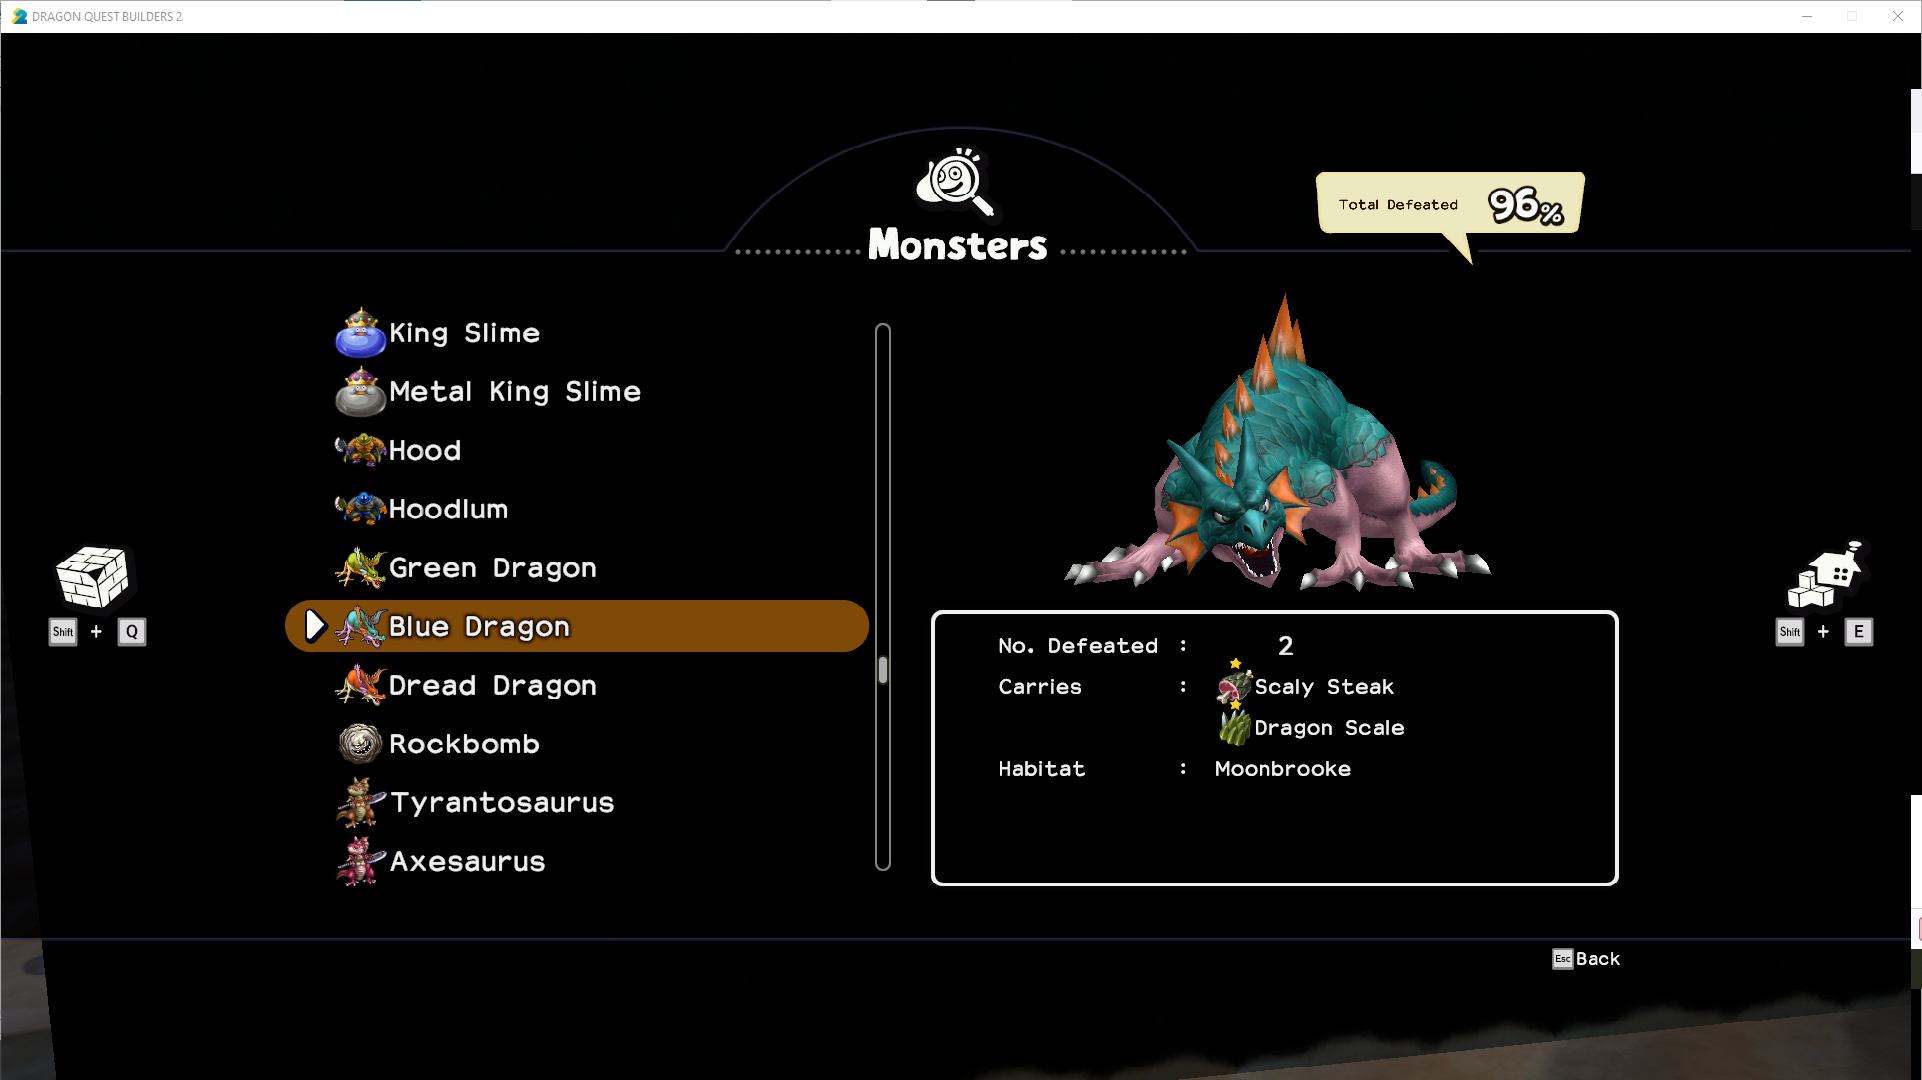 DRAGON QUEST BUILDERS 2
Total Defeated 96%
Monsters
King Slime
Metal King Slime
Hood
Hoodlum
Green Dragon
Blue Dragon
Dread Dragon
Rockbomb
Tyrantosaurus
Axesaurus
Shift + Q
No. Defeated : 2
Carries : Scaly Steak
Dragon Scale
Habitat : Moonbrooke
Shift + E
Esc Back